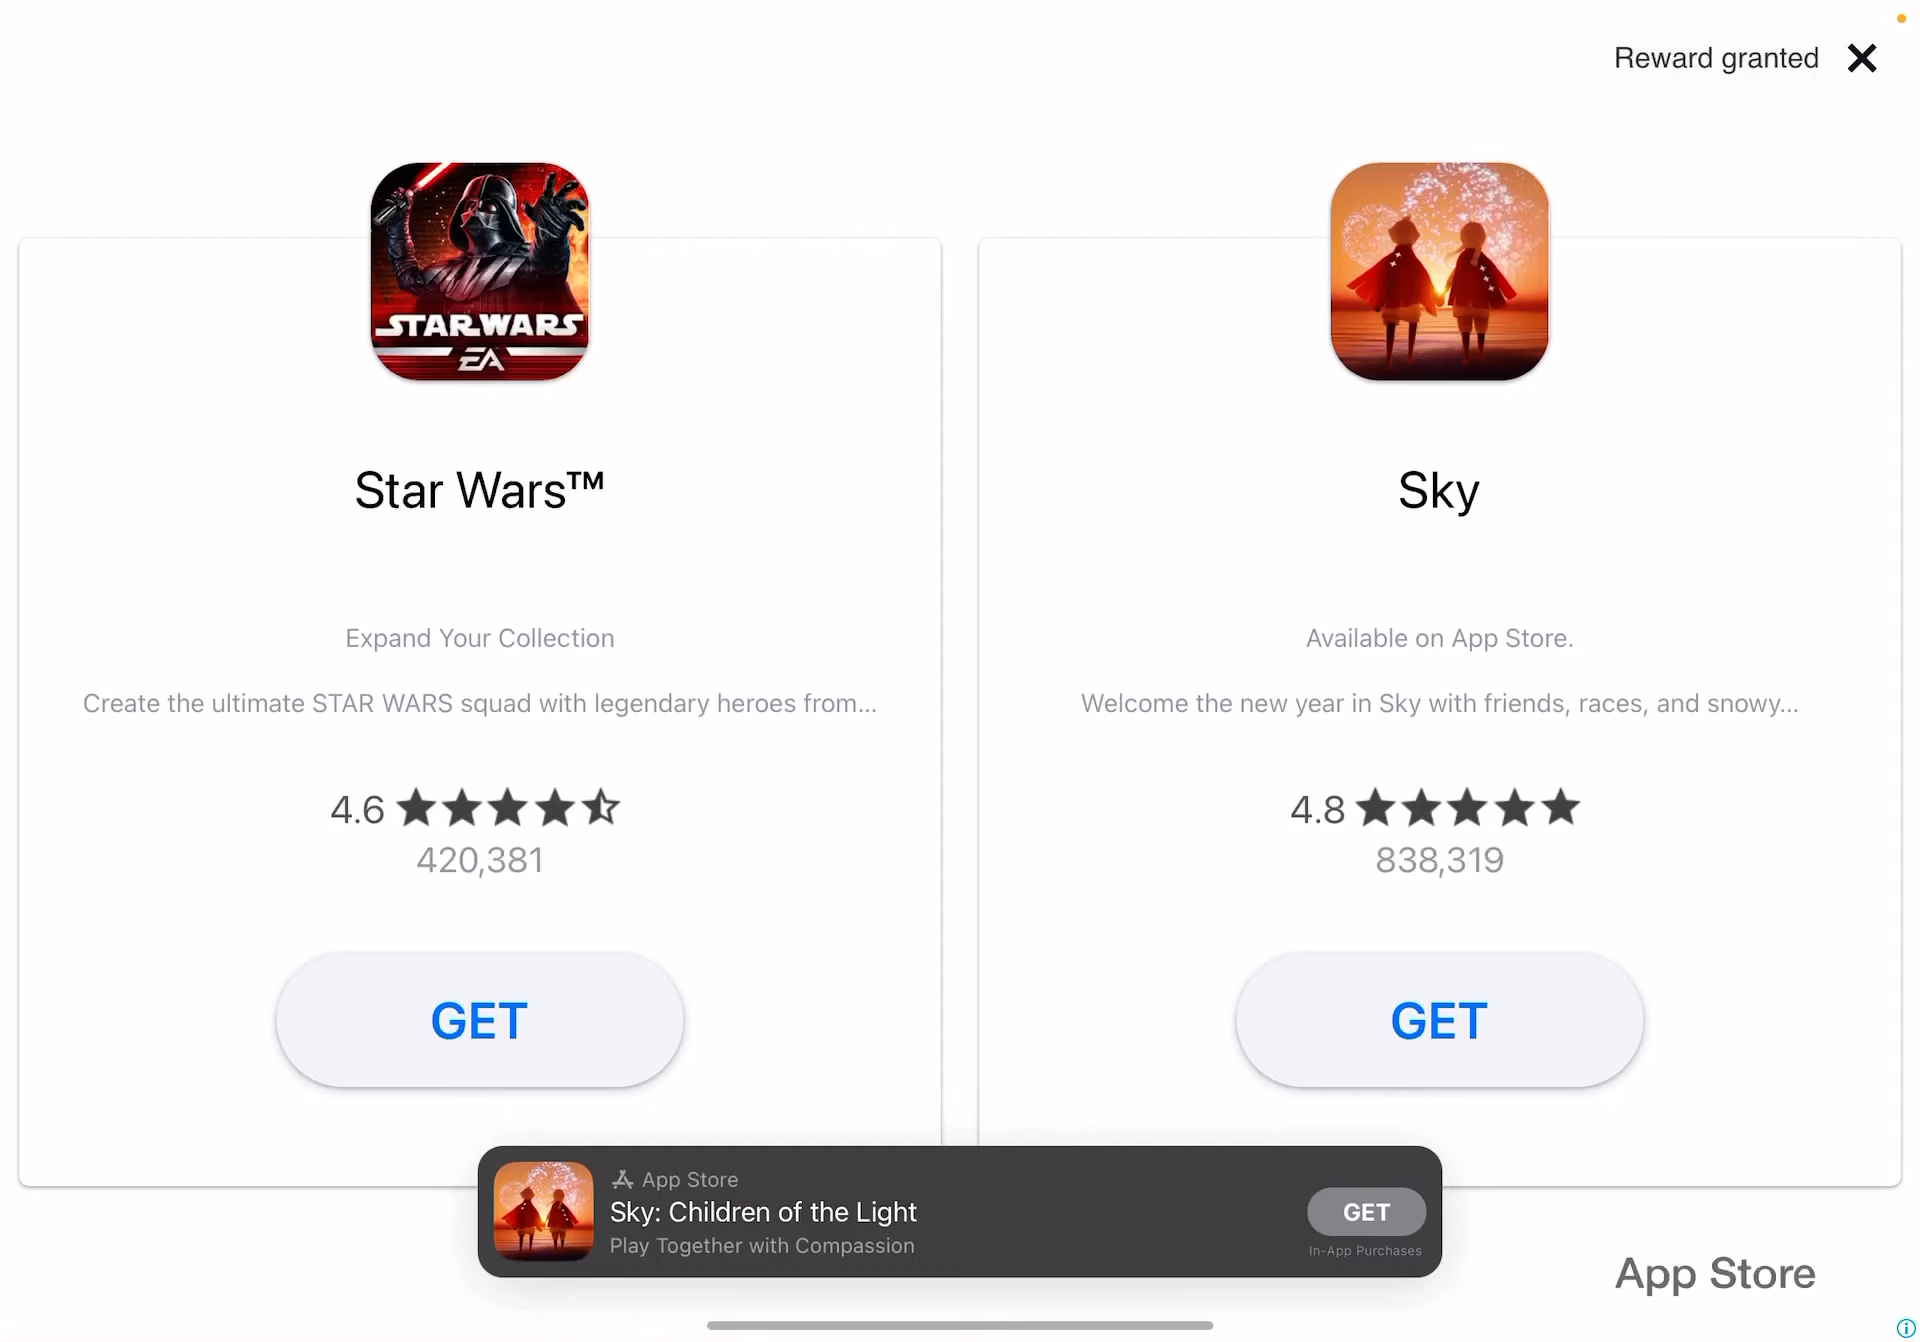 Reward granted
STAR WARS
EA
Star Wars™
Expand Your Collection
Create the ultimate STAR WARS squad with legendary heroes from...
4.6
420,381
GET
Sky
Available on App Store.
Welcome the new year in Sky with friends, races, and snowy...
4.8
838,319
GET
App Store
Sky: Children of the Light
Play Together with Compassion
GET
In-App Purchases
App Store